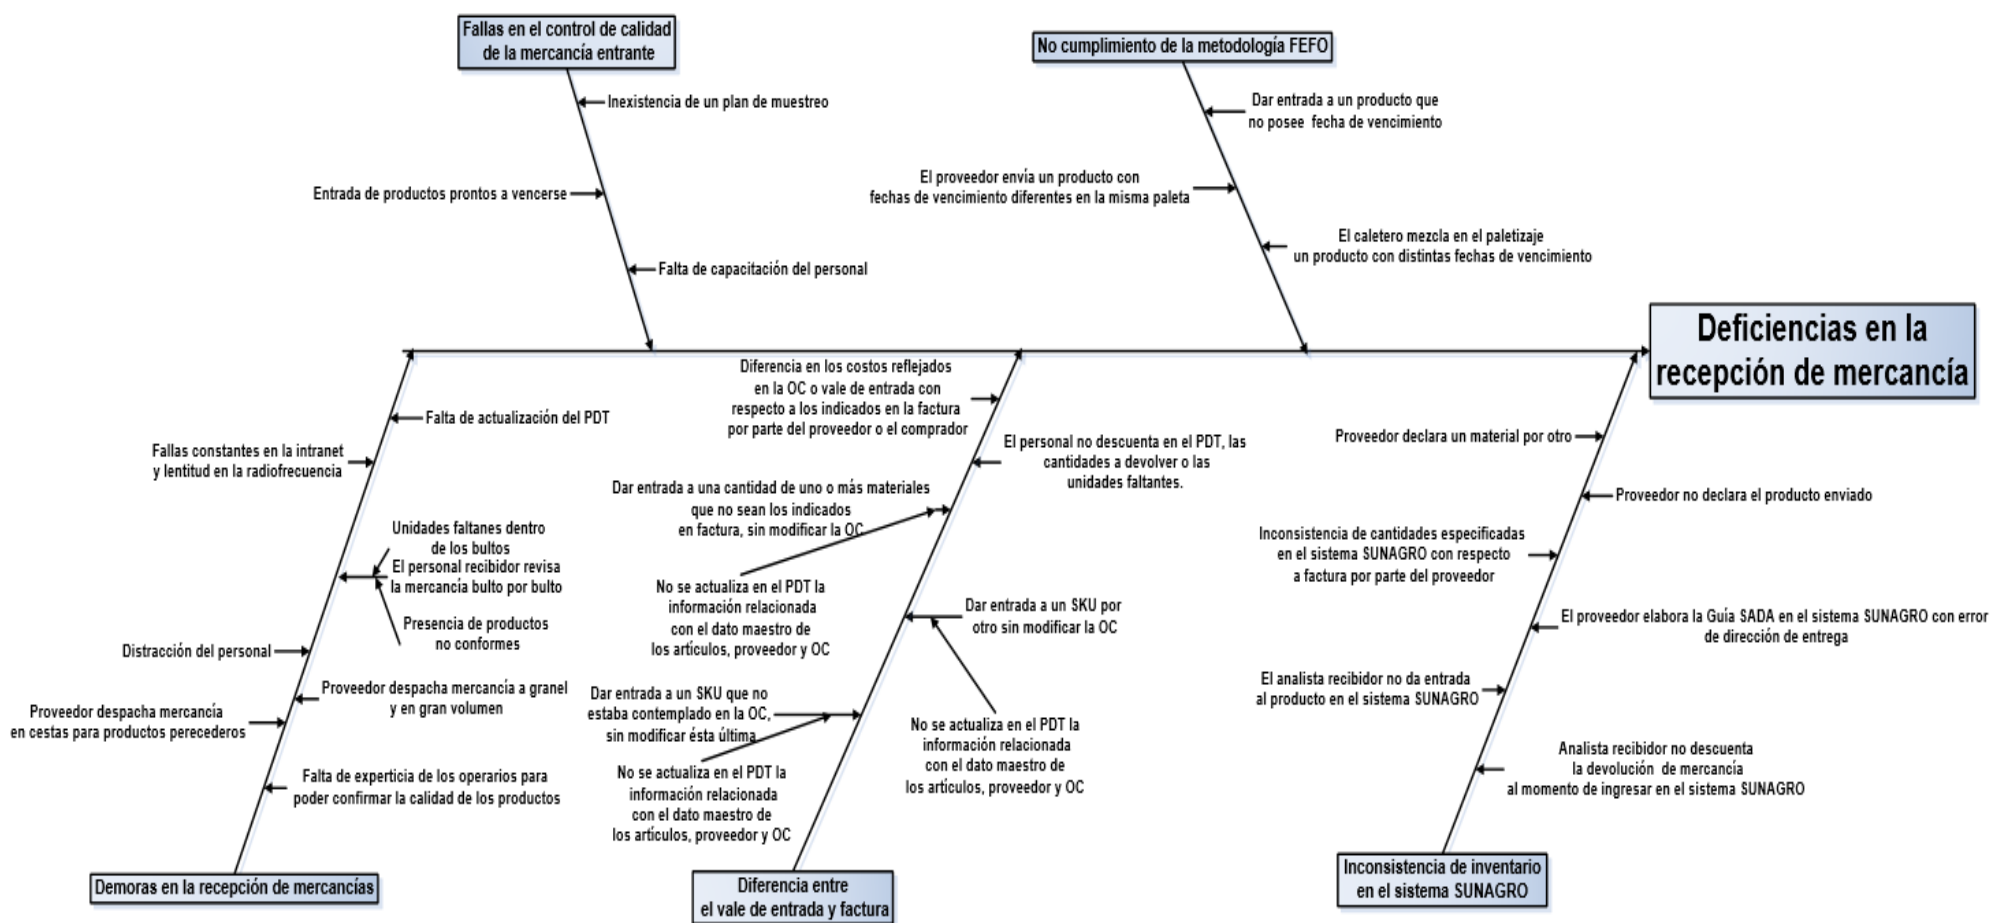 Fallas en el control de calidad
de la mercancía entrante
No cumplimiento de la metodología FEFO
Inexistencia de un plan de muestreo
Entrada de productos prontos a vencerse
Falta de capacitación del personal
Dar entrada a un producto que
no posee fecha de vencimiento
El proveedor envía un producto con
fechas de vencimiento diferentes en la misma paleta
El caletero mezcla en el paletizaje
un producto con distintas fechas de vencimiento
Deficiencias en la
recepción de mercancía
Falta de actualización del PDT
Fallas constantes en la intranet
y lentitud en la radiofrecuencia
Unidades faltanes dentro
de los bultos
El personal recibidor revisa
la mercancía bulto por bulto
Presencia de productos
no conformes
Distracción del personal
Proveedor despacha mercancía a granel
y en gran volumen
Proveedor despacha mercancía
en cestas para productos perecederos
Falta de experticia de los operarios para
poder confirmar la calidad de los productos
Demoras en la recepción de mercancías
Diferencia en los costos reflejados
en la OC o vale de entrada con
respecto a los indicados en la factura
por parte del proveedor o el comprador
El personal no descuenta en el PDT, las
cantidades a devolver o las
unidades faltantes.
Dar entrada a una cantidad de uno o más materiales
que no sean los indicados
en factura, sin modificar la OC
No se actualiza en el PDT la
información relacionada
con el dato maestro de
los artículos, proveedor y OC
Dar entrada a un SKU por
otro sin modificar la OC
No se actualiza en el PDT la
información relacionada
con el dato maestro de
los artículos, proveedor y OC
Dar entrada a un SKU que no
estaba contemplado en la OC,
sin modificar ésta última
No se actualiza en el PDT la
información relacionada
con el dato maestro de
los artículos, proveedor y OC
Diferencia entre
el vale de entrada y factura
Proveedor declara un material por otro
Proveedor no declara el producto enviado
Inconsistencia de cantidades especificadas
en el sistema SUNAGRO con respecto
a factura por parte del proveedor
El proveedor elabora la Guía SADA en el sistema SUNAGRO con error
de dirección de entrega
El analista recibidor no da entrada
al producto en el sistema SUNAGRO
Analista recibidor no descuenta
la devolución de mercancía
al momento de ingresar en el sistema SUNAGRO
Inconsistencia de inventario
en el sistema SUNAGRO